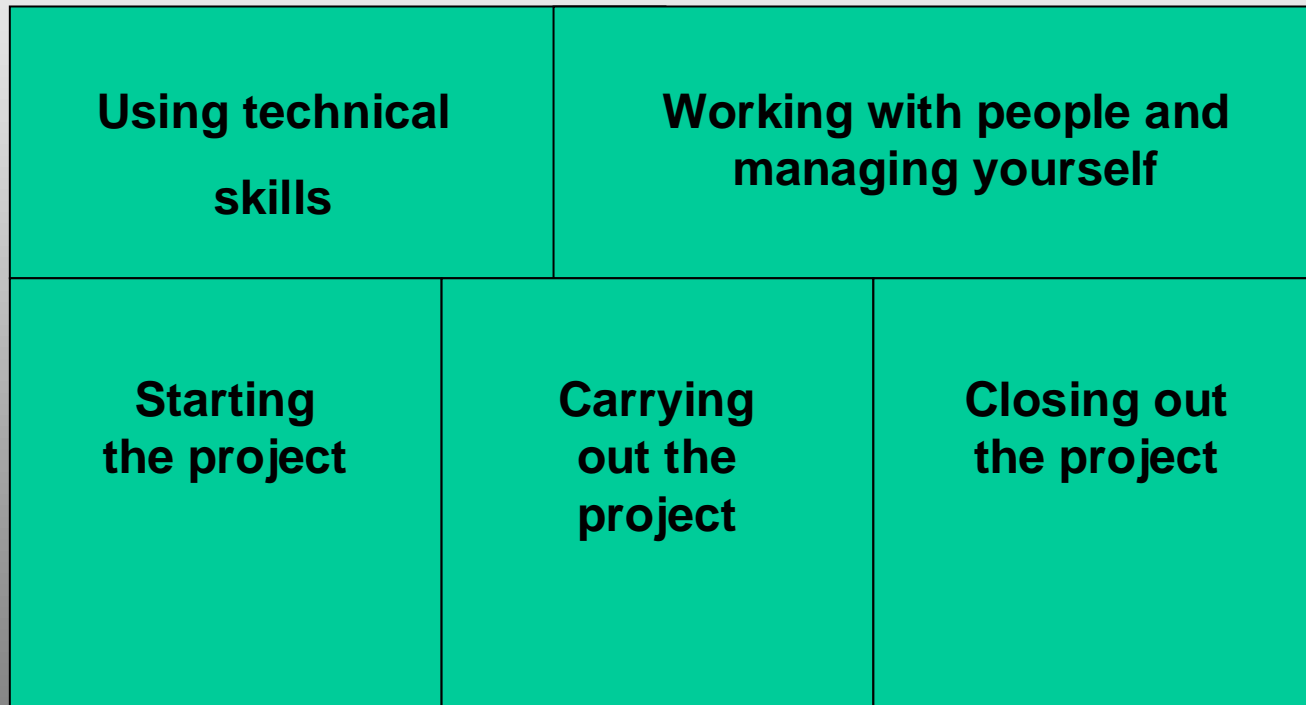 Using technical
skills
Working with people and
managing yourself
Starting
the project
Carrying
out the
project
Closing out
the project